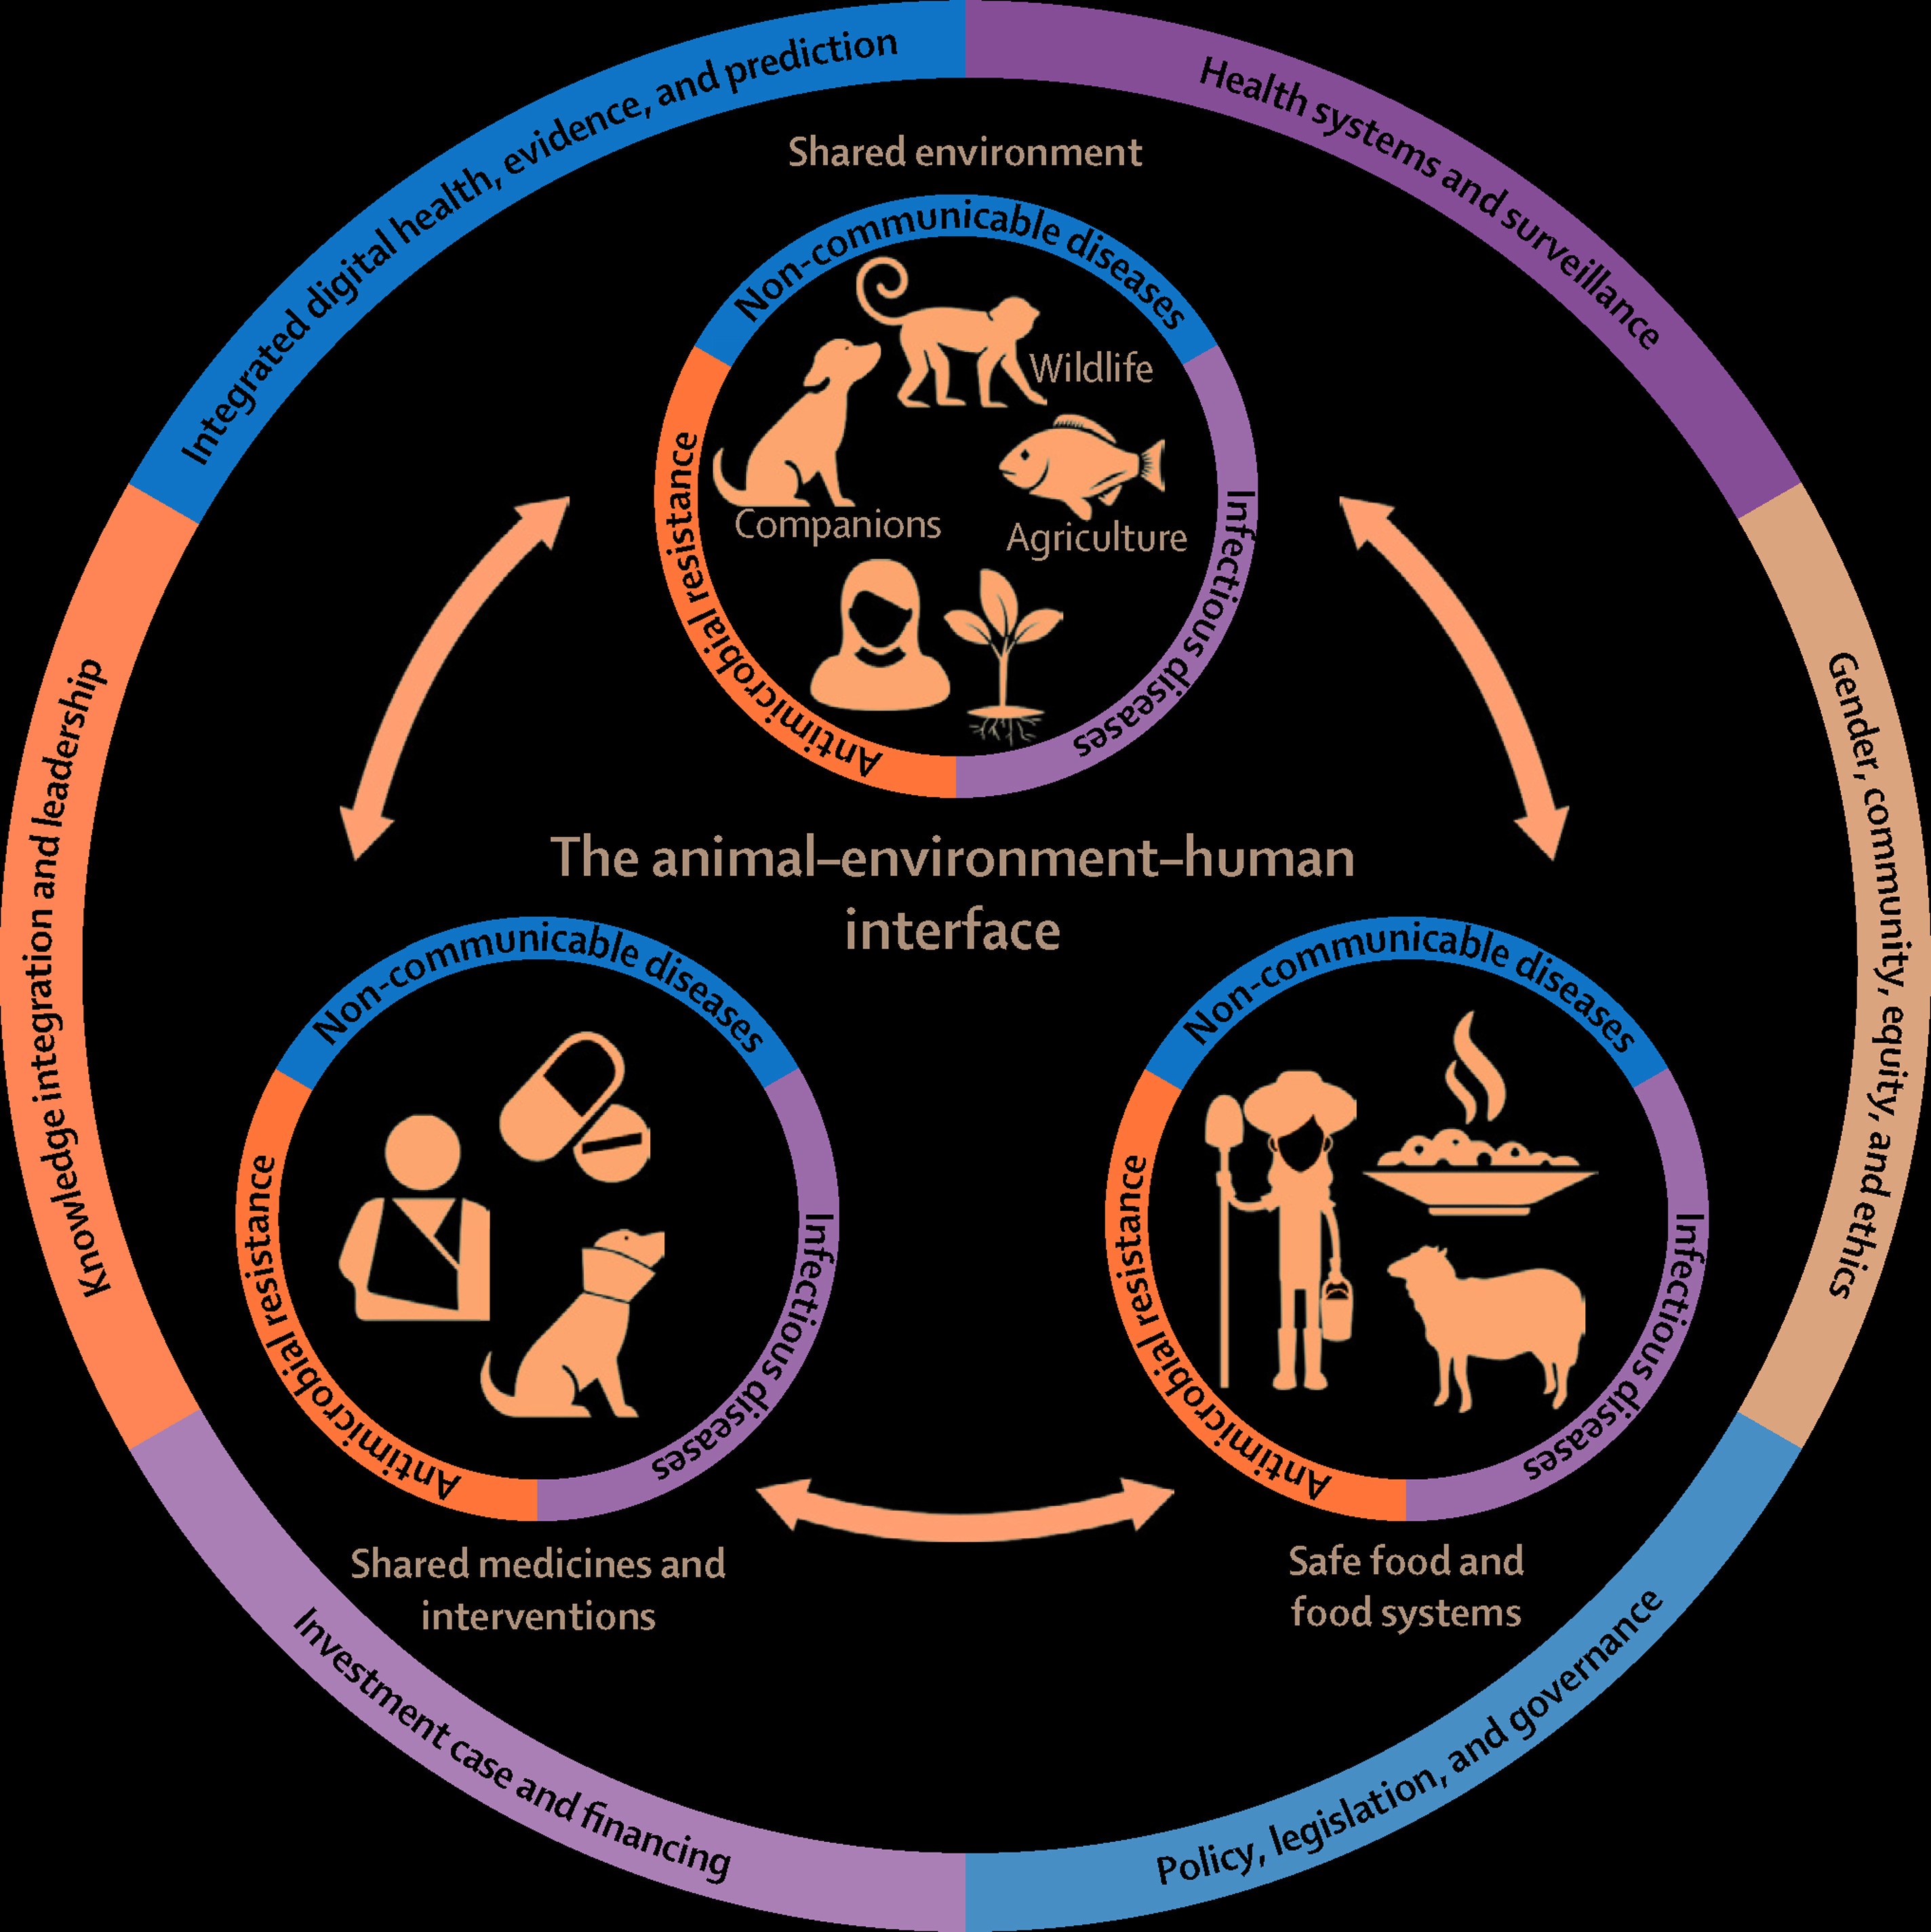 Integrated digital health, evidence, and prediction
Health systems and surveillance
Shared environment
Non-communicable diseases
Wildlife
Companions
Agriculture
Antimicrobial resistance
Infectious diseases
The animal–environment–human
interface
Knowledge integration and leadership
Gender, community, equity, and ethics
Non-communicable diseases
Antimicrobial resistance
Infectious diseases
Non-communicable diseases
Antimicrobial resistance
Infectious diseases
Shared medicines and
interventions
Safe food and
food systems
Investment case and financing
Policy, legislation, and governance